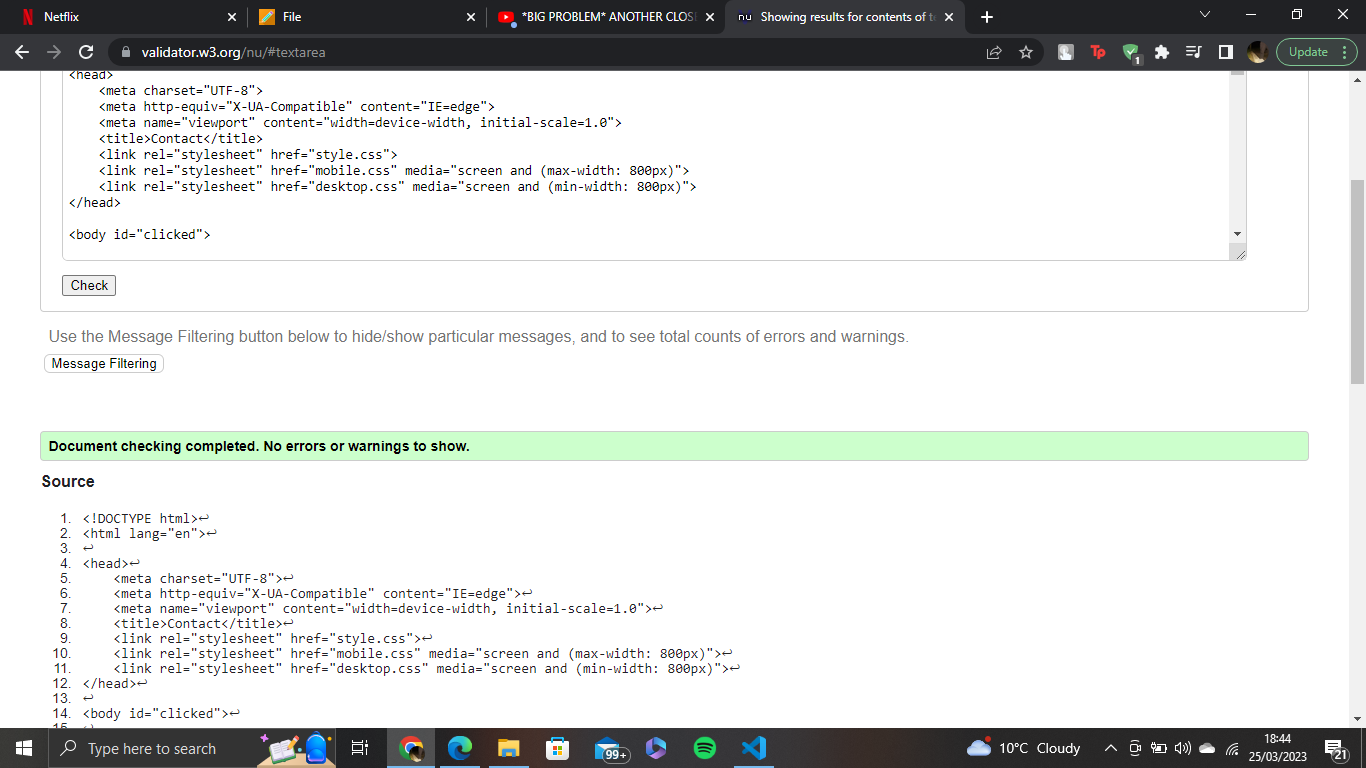 Netflix
File
*BIG PROBLEM* ANOTHER CLOSE
nu Showing results for contents of te
validator.w3.org/nu/#textarea
Tp
1
Update
<head>
<meta charset="UTF-8">
<meta http-equiv="X-UA-Compatible" content="IE=edge">
<meta name="viewport" content="width=device-width, initial-scale=1.0">
<title>Contact</title>
<link rel="stylesheet" href="style.css">
<link rel="stylesheet" href="mobile.css" media="screen and (max-width: 800px)">
<link rel="stylesheet" href="desktop.css" media="screen and (min-width: 800px)">
</head>
<body id="clicked">
Check
Use the Message Filtering button below to hide/show particular messages, and to see total counts of errors and warnings.
Message Filtering
Document checking completed. No errors or warnings to show.
Source
1. <!DOCTYPE html>↩
2. <html lang="en">↩
3. ↩
4. <head>↩
5. <meta charset="UTF-8">↩
6. <meta http-equiv="X-UA-Compatible" content="IE=edge">↩
7. <meta name="viewport" content="width=device-width, initial-scale=1.0">↩
8. <title>Contact</title>↩
9. <link rel="stylesheet" href="style.css">↩
10. <link rel="stylesheet" href="mobile.css" media="screen and (max-width: 800px)">↩
11. <link rel="stylesheet" href="desktop.css" media="screen and (min-width: 800px)">↩
12. </head>↩
13. ↩
14. <body id="clicked">↩
Type here to search
99+
10°C Cloudy
18:44
25/03/2023
21